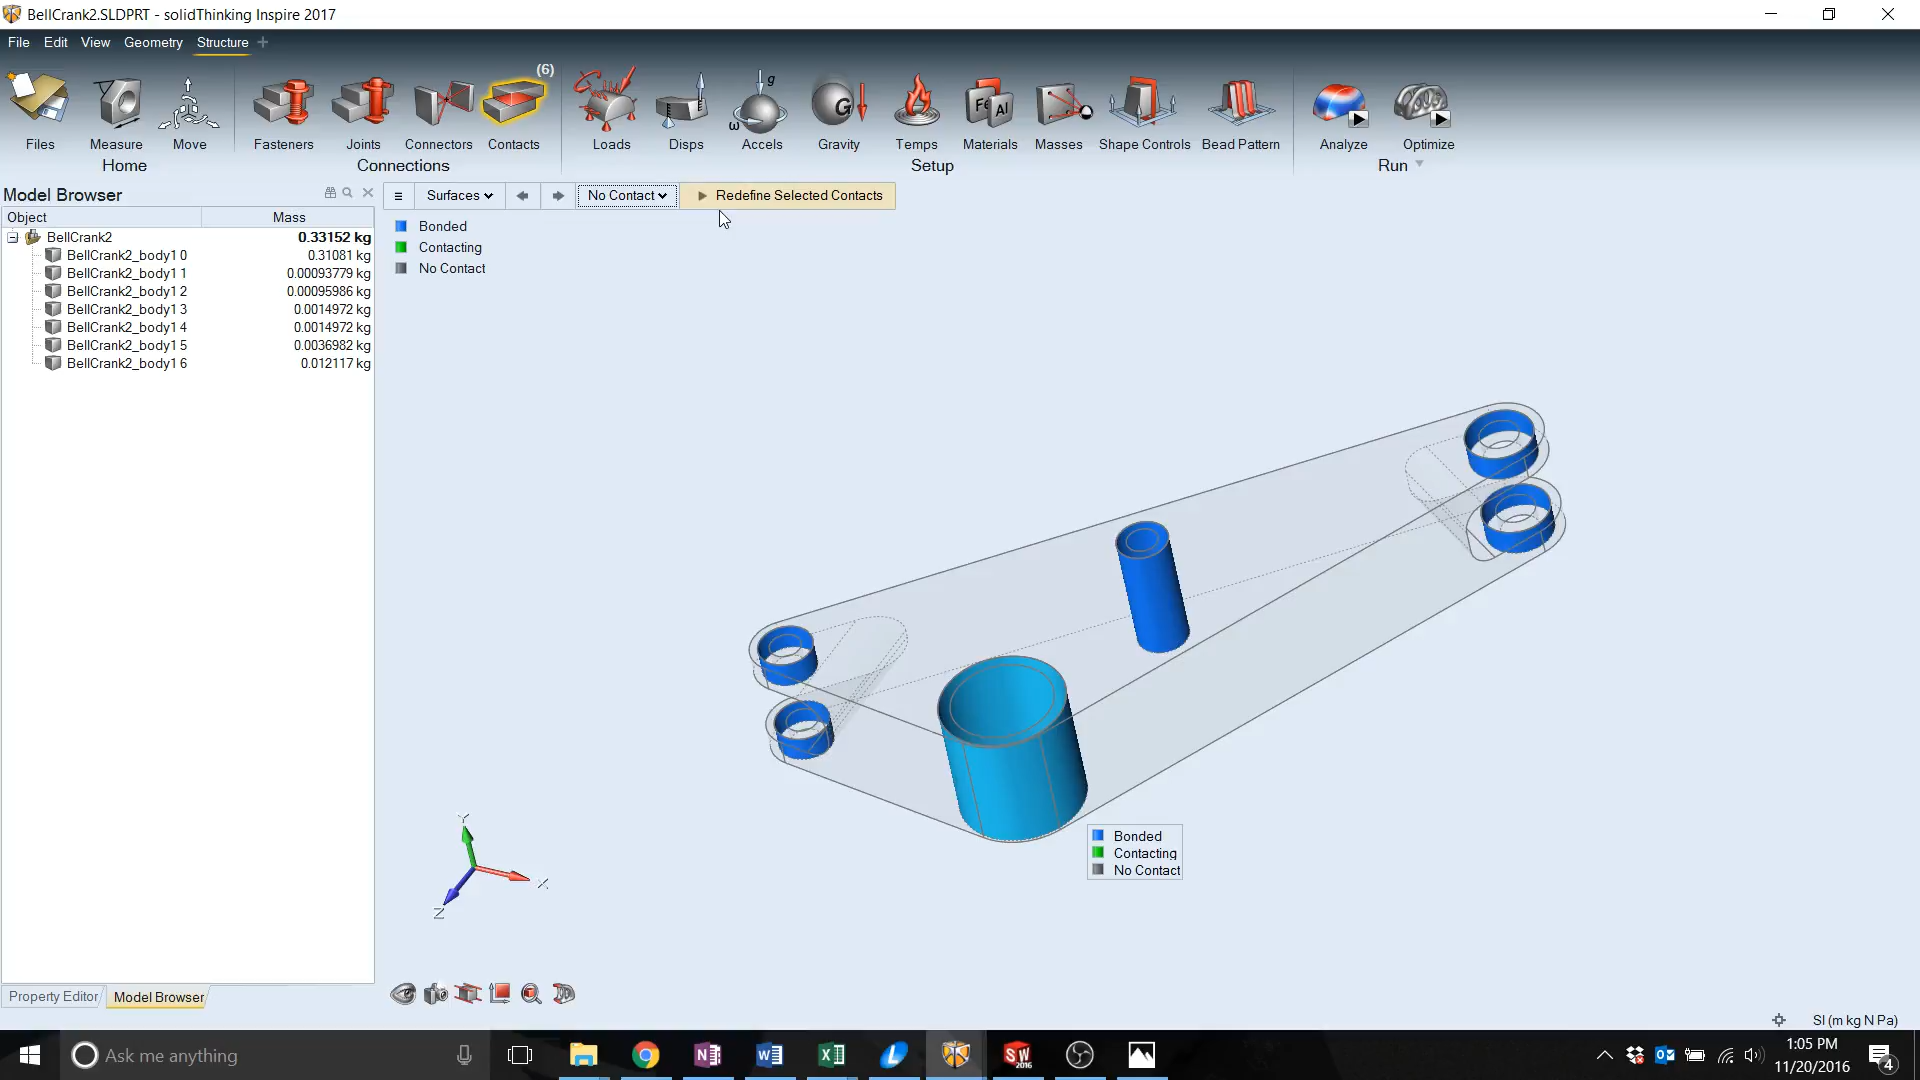 BellCrank2.SLDPRT - solidThinking Inspire 2017
File Edit View Geometry Structure +
(6)
Files Measure Move Fasteners Joints Connectors Contacts Loads Disps Accels Gravity Temps Materials Masses Shape Controls Bead Pattern Analyze Optimize
Home Connections Setup Run
g
ω
G
Fe Al
Model Browser
Surfaces No Contact Redefine Selected Contacts
Object Mass
Bonded
Contacting
No Contact
BellCrank2 0.33152 kg
BellCrank2_body1 0 0.31081 kg
BellCrank2_body1 1 0.00093779 kg
BellCrank2_body1 2 0.00095986 kg
BellCrank2_body1 3 0.0014972 kg
BellCrank2_body1 4 0.0014972 kg
BellCrank2_body1 5 0.0036982 kg
BellCrank2_body1 6 0.012117 kg
Y
X
Z
Bonded
Contacting
No Contact
Property Editor Model Browser
SI (m kg N Pa)
Ask me anything
SW
2016
1:05 PM
11/20/2016
4